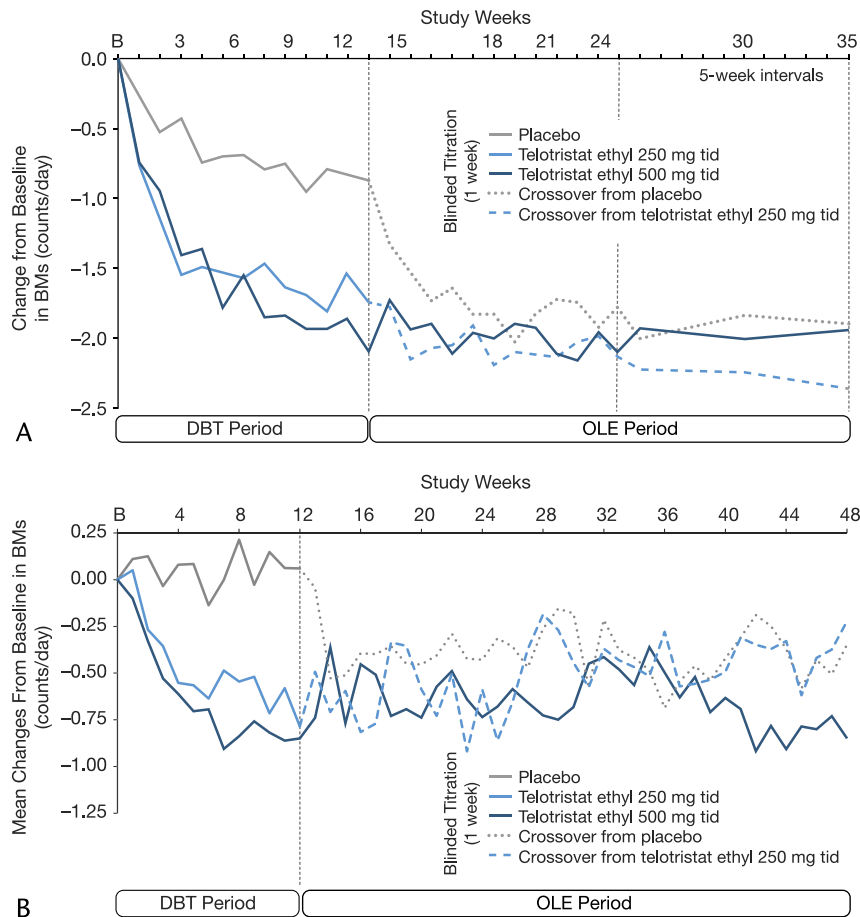 Study Weeks
B 3 6 9 12 15 18 21 24 30 35
0.0
−0.5
−1.0
−1.5
−2.0
−2.5
Change from Baseline
in BMs (counts/day)
5-week intervals
Blinded Titration
(1 week)
Placebo
Telotristat ethyl 250 mg tid
Telotristat ethyl 500 mg tid
Crossover from placebo
Crossover from telotristat ethyl 250 mg tid
A
DBT Period
OLE Period
Study Weeks
B 4 8 12 16 20 24 28 32 36 40 44 48
0.25
0.00
−0.25
−0.50
−0.75
−1.00
−1.25
Mean Changes From Baseline in BMs
(counts/day)
Blinded Titration
(1 week)
Placebo
Telotristat ethyl 250 mg tid
Telotristat ethyl 500 mg tid
Crossover from placebo
Crossover from telotristat ethyl 250 mg tid
B
DBT Period
OLE Period